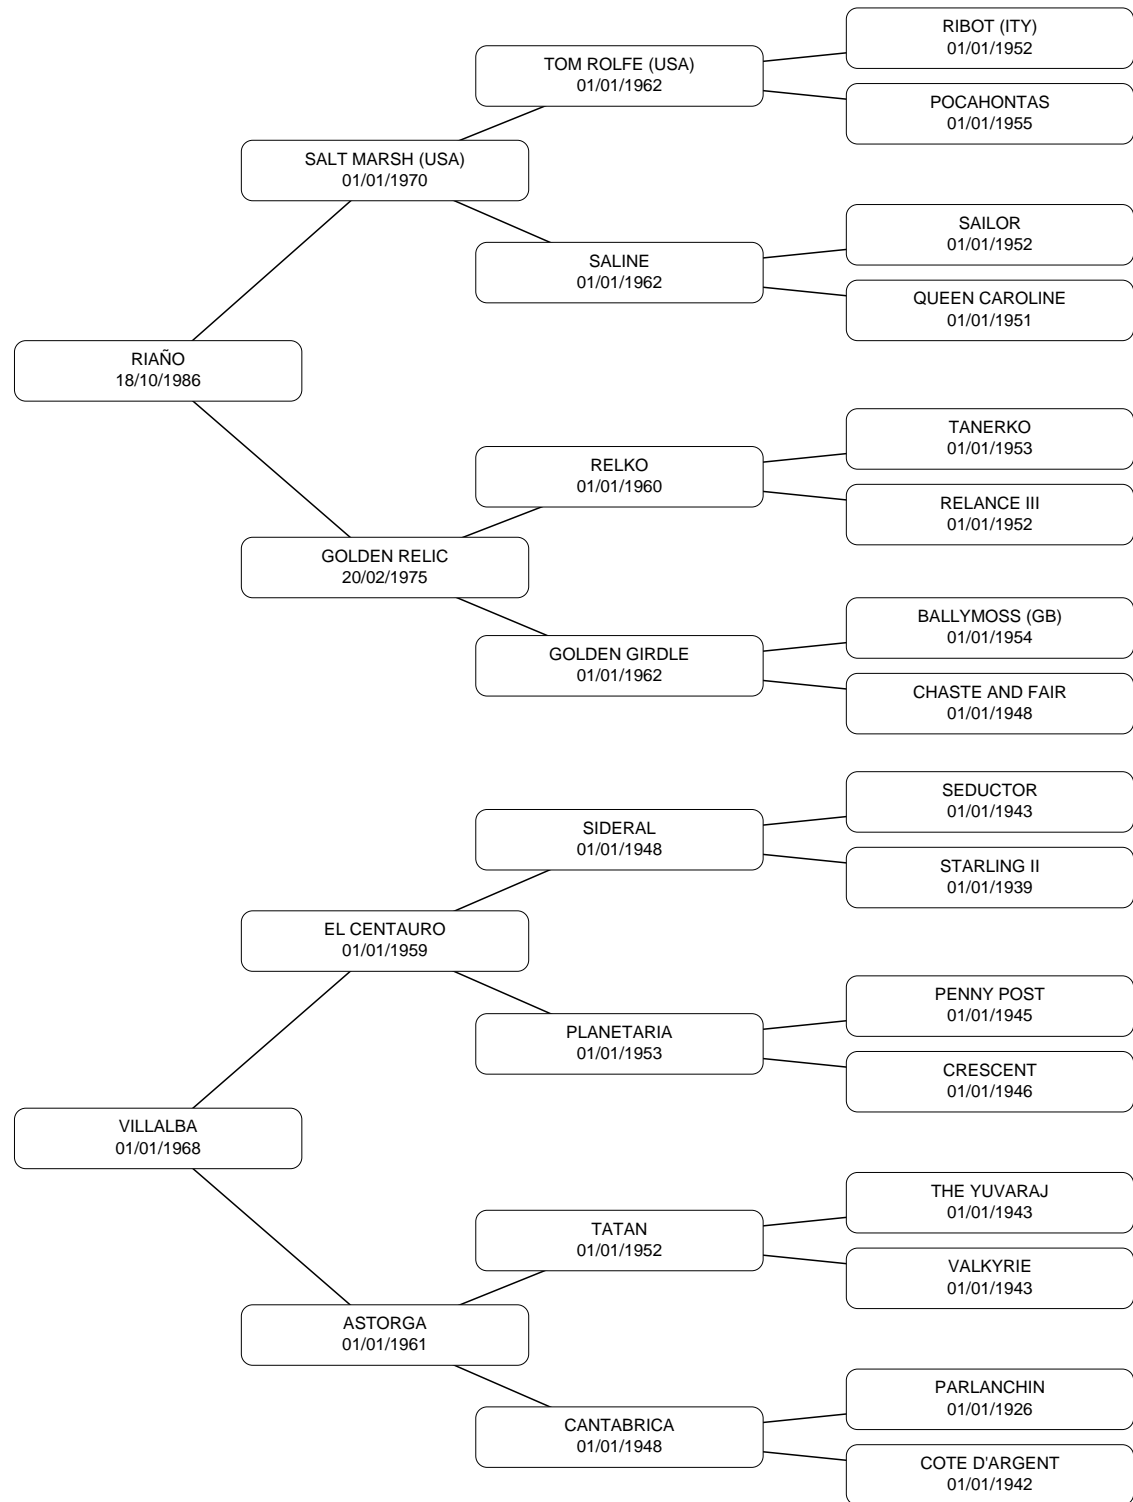 RIBOT (ITY)
01/01/1952
TOM ROLFE (USA)
01/01/1962
POCAHONTAS
01/01/1955
SALT MARSH (USA)
01/01/1970
SAILOR
01/01/1952
SALINE
01/01/1962
QUEEN CAROLINE
01/01/1951
RIAÑO
18/10/1986
TANERKO
01/01/1953
RELKO
01/01/1960
RELANCE III
01/01/1952
GOLDEN RELIC
20/02/1975
BALLYMOSS (GB)
01/01/1954
GOLDEN GIRDLE
01/01/1962
CHASTE AND FAIR
01/01/1948
SEDUCTOR
01/01/1943
SIDERAL
01/01/1948
STARLING II
01/01/1939
EL CENTAURO
01/01/1959
PENNY POST
01/01/1945
PLANETARIA
01/01/1953
CRESCENT
01/01/1946
VILLALBA
01/01/1968
THE YUVARAJ
01/01/1943
TATAN
01/01/1952
VALKYRIE
01/01/1943
ASTORGA
01/01/1961
PARLANCHIN
01/01/1926
CANTABRICA
01/01/1948
COTE D'ARGENT
01/01/1942